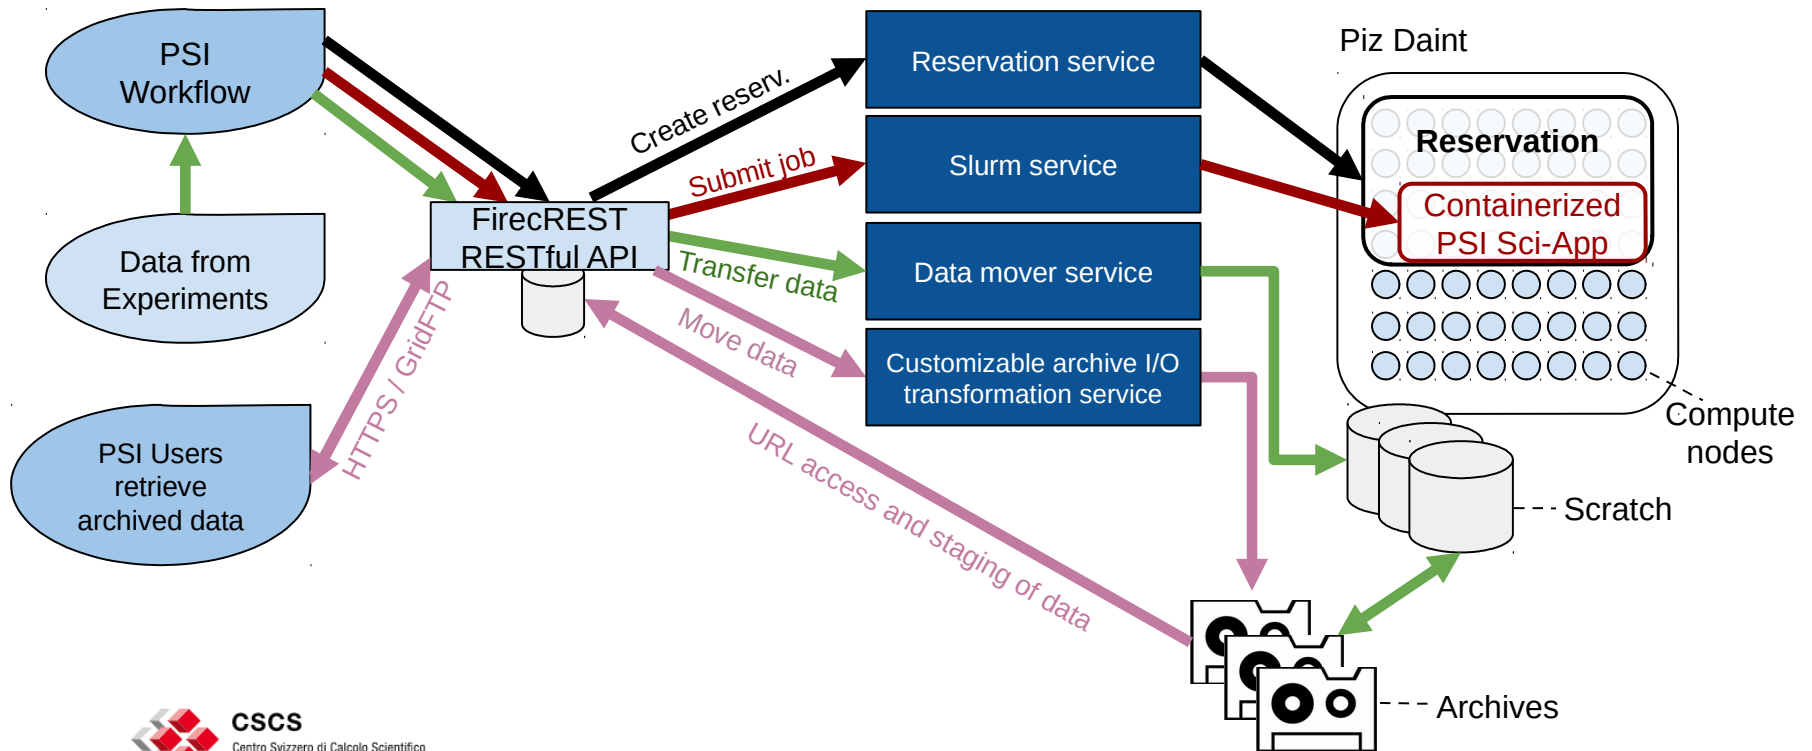 PSI
Workflow
Data from
Experiments
PSI Users
retrieve
archived data
HTTPS / GridFTP
FirecREST
RESTful API
Create reserv.
Submit job
Transfer data
Move data
URL access and staging of data
Reservation service
Slurm service
Data mover service
Customizable archive I/O
transformation service
Piz Daint
Reservation
Containerized
PSI Sci-App
Compute
nodes
Scratch
Archives
CSCS
Centro Svizzero di Calcolo Scientifico